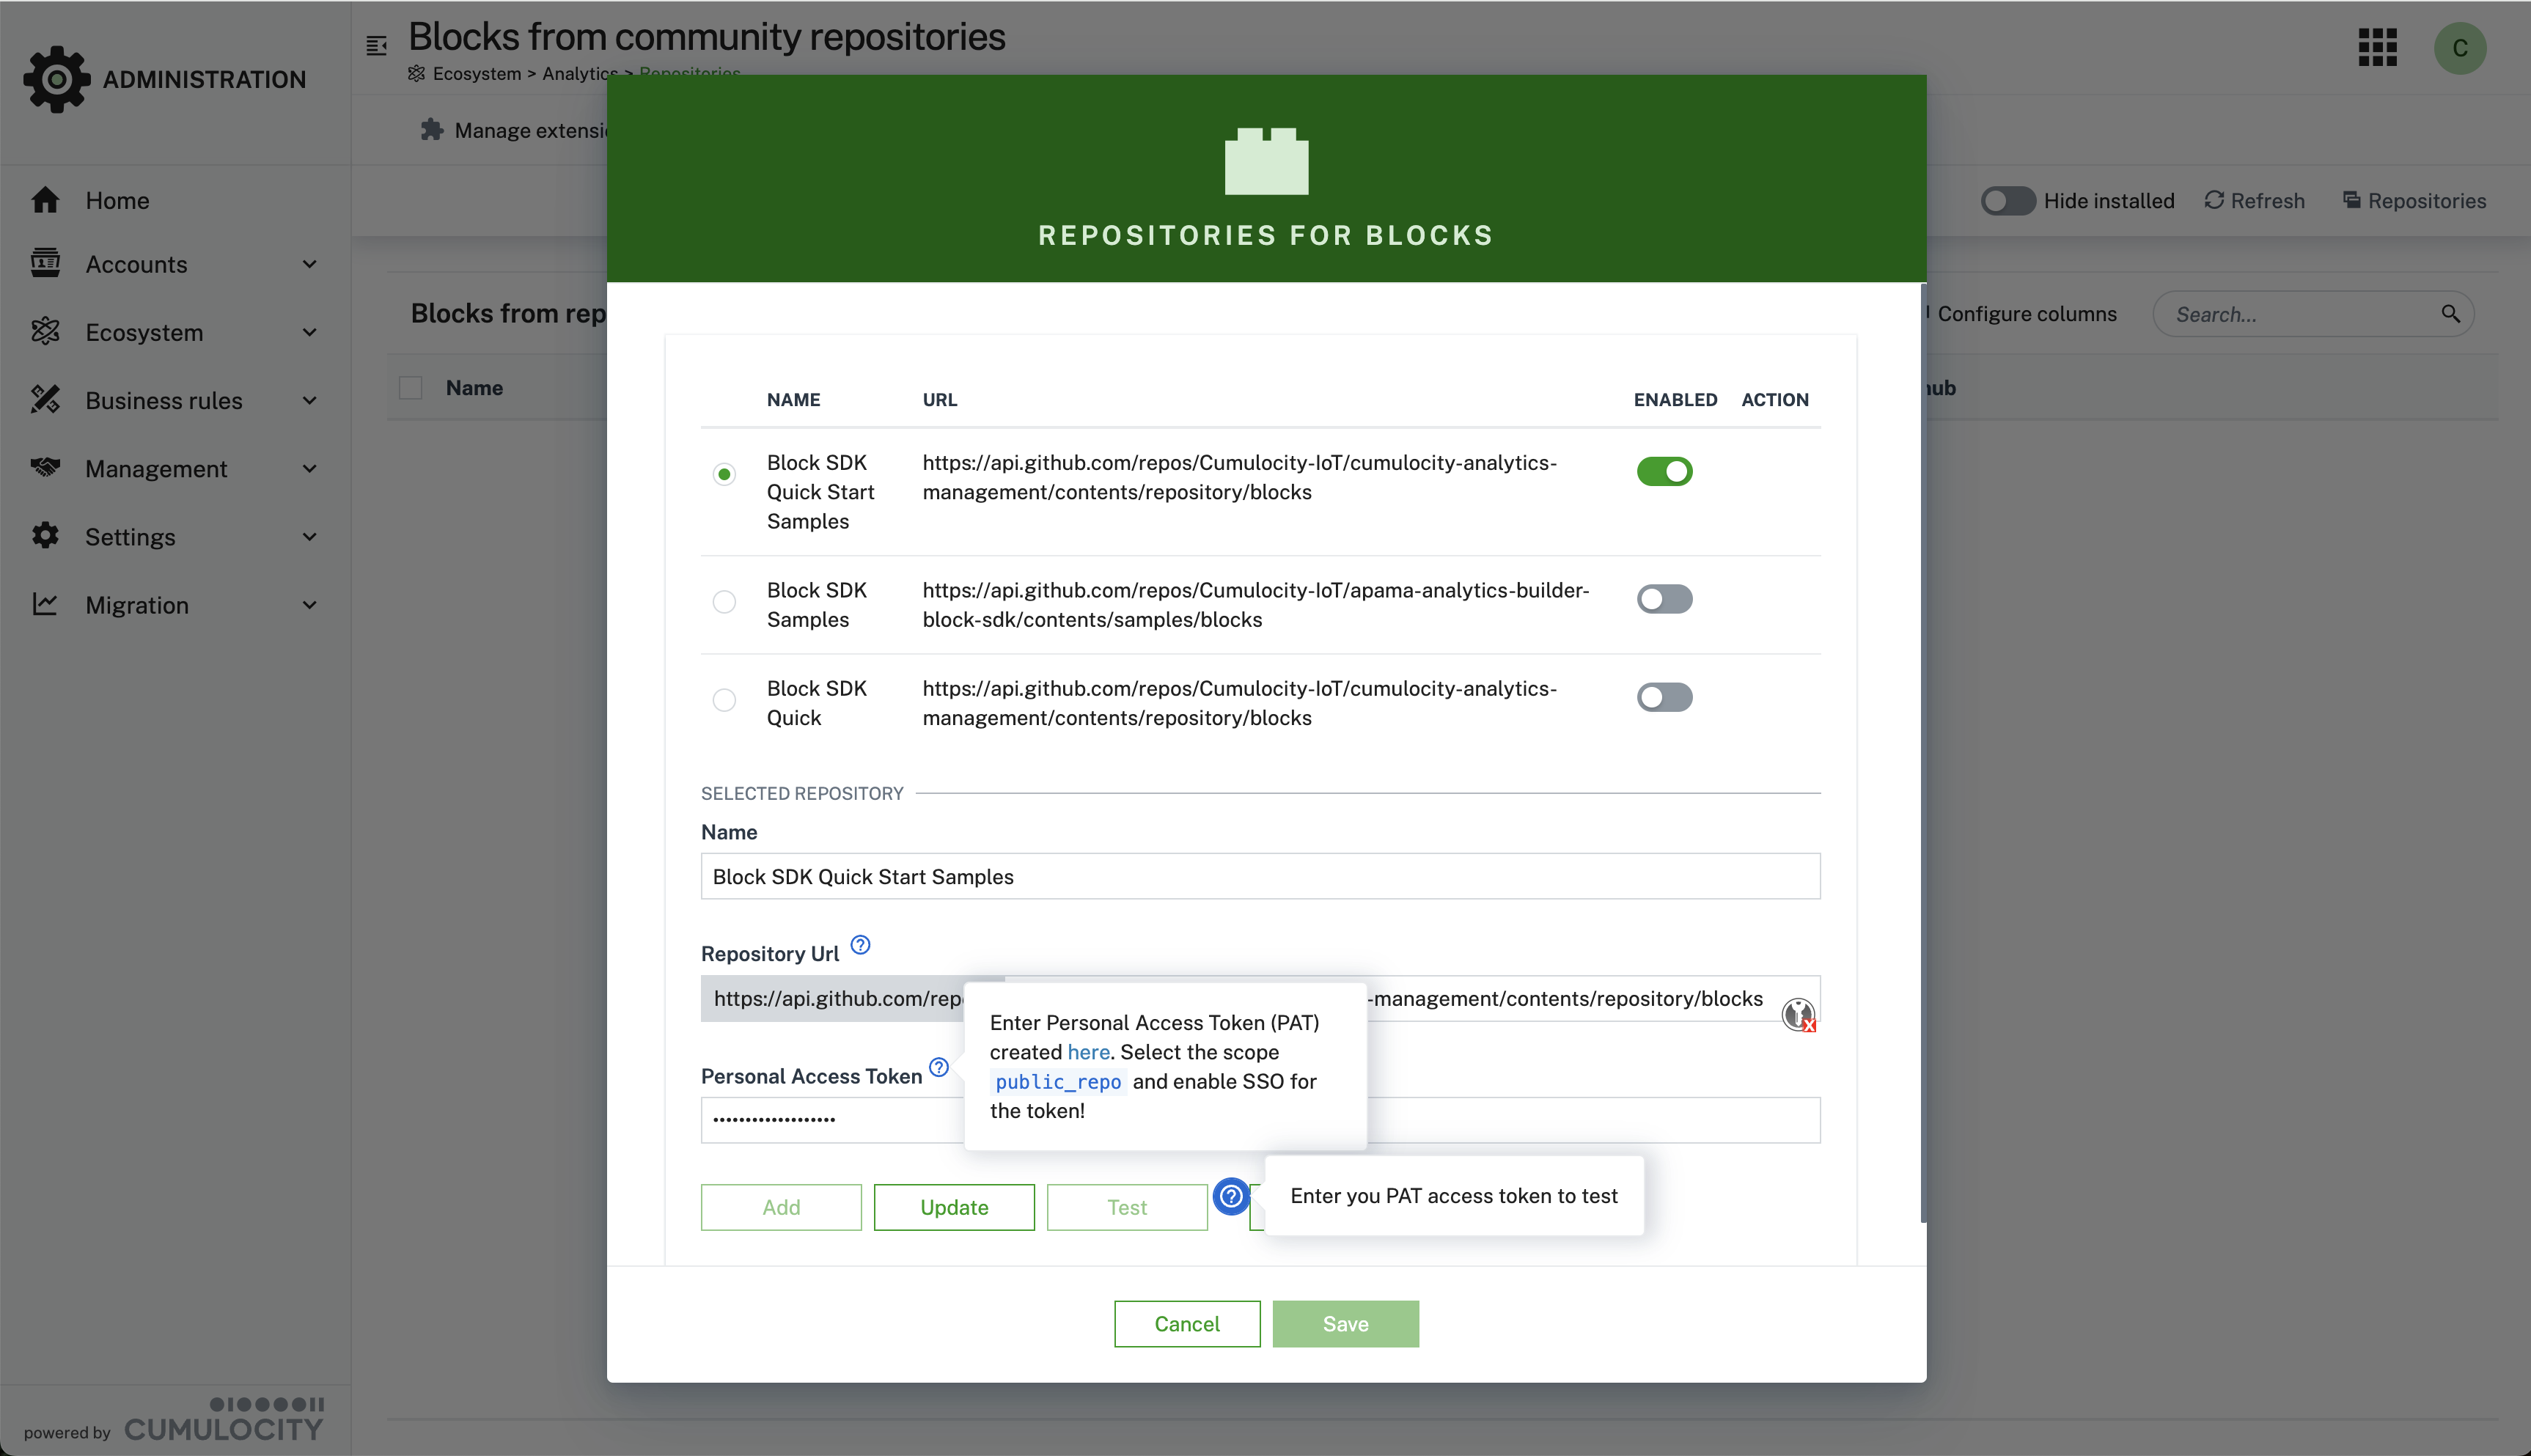 ADMINISTRATION
Blocks from community repositories
Ecosystem > Analytics > Repositories
C
Manage extensi
Home
Accounts
Ecosystem
Business rules
Management
Settings
Migration
Hide installed
Refresh
Repositories
Blocks from rep
Configure columns
Search...
Name
REPOSITORIES FOR BLOCKS
NAME URL ENABLED ACTION
Block SDK
Quick Start
Samples
https://api.github.com/repos/Cumulocity-IoT/cumulocity-analytics-
management/contents/repository/blocks
Block SDK
Samples
https://api.github.com/repos/Cumulocity-IoT/apama-analytics-builder-
block-sdk/contents/samples/blocks
Block SDK
Quick
https://api.github.com/repos/Cumulocity-IoT/cumulocity-analytics-
management/contents/repository/blocks
SELECTED REPOSITORY
Name
Block SDK Quick Start Samples
Repository Url
https://api.github.com/rep
-management/contents/repository/blocks
Personal Access Token
Enter Personal Access Token (PAT)
created here. Select the scope
public_repo and enable SSO for
the token!
Add
Update
Test
Enter you PAT access token to test
Cancel
Save
powered by CUMULOCITY